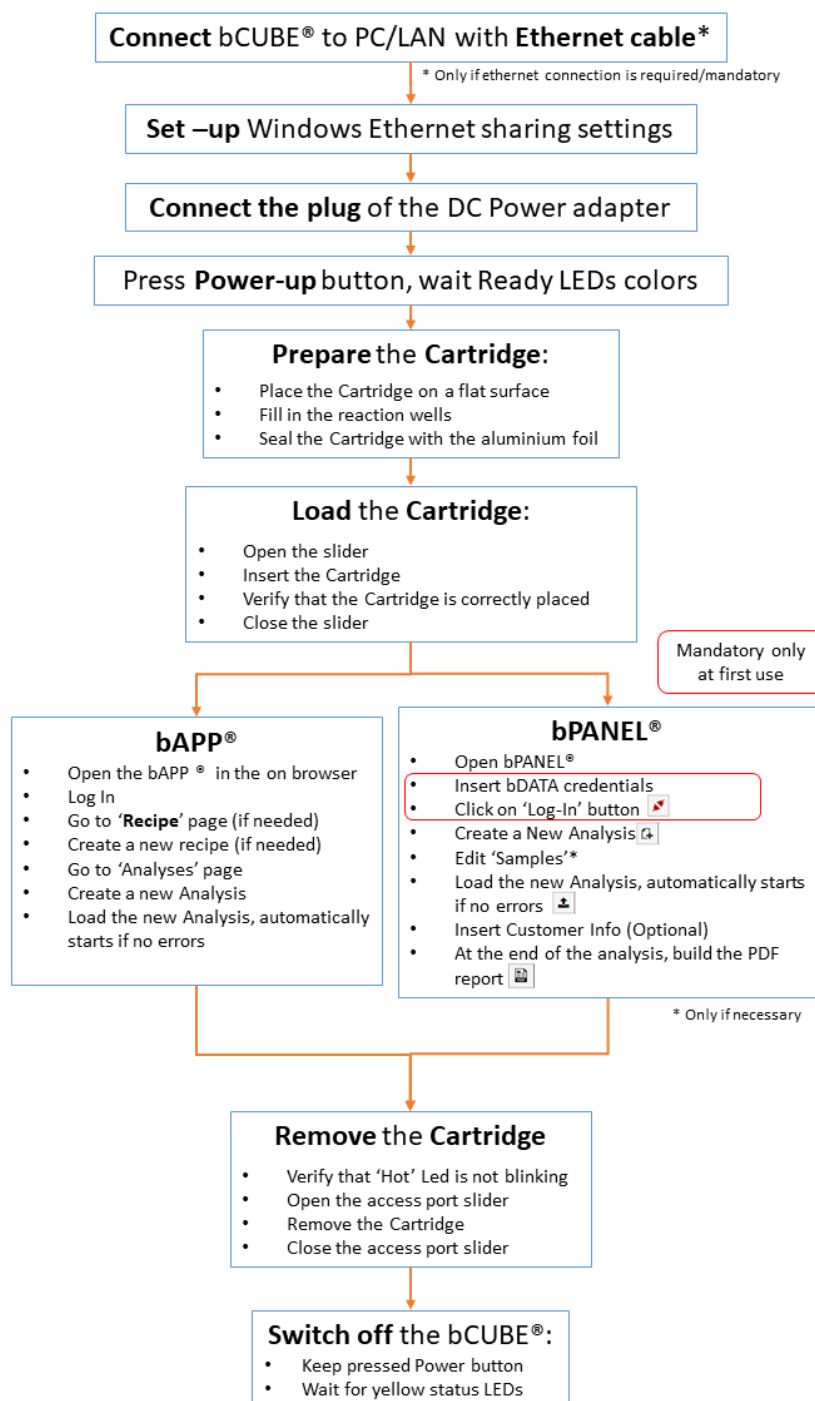 Connect bCUBE® to PC/LAN with Ethernet cable*
* Only if ethernet connection is required/mandatory
Set –up Windows Ethernet sharing settings
Connect the plug of the DC Power adapter
Press Power-up button, wait Ready LEDs colors
Prepare the Cartridge:
• Place the Cartridge on a flat surface
• Fill in the reaction wells
• Seal the Cartridge with the aluminium foil
Load the Cartridge:
• Open the slider
• Insert the Cartridge
• Verify that the Cartridge is correctly placed
• Close the slider
Mandatory only
at first use
bAPP®
• Open the bAPP ® in the on browser
• Log In
• Go to ‘Recipe’ page (if needed)
• Create a new recipe (if needed)
• Go to ‘Analyses’ page
• Create a new Analysis
• Load the new Analysis, automatically
starts if no errors
bPANEL®
• Open bPANEL®
• Insert bDATA credentials
• Click on ‘Log-In’ button
• Create a New Analysis
• Edit ‘Samples’*
• Load the new Analysis, automatically starts
if no errors
• Insert Customer Info (Optional)
• At the end of the analysis, build the PDF
report
* Only if necessary
Remove the Cartridge
• Verify that ‘Hot’ Led is not blinking
• Open the access port slider
• Remove the Cartridge
• Close the access port slider
Switch off the bCUBE®:
• Keep pressed Power button
• Wait for yellow status LEDs